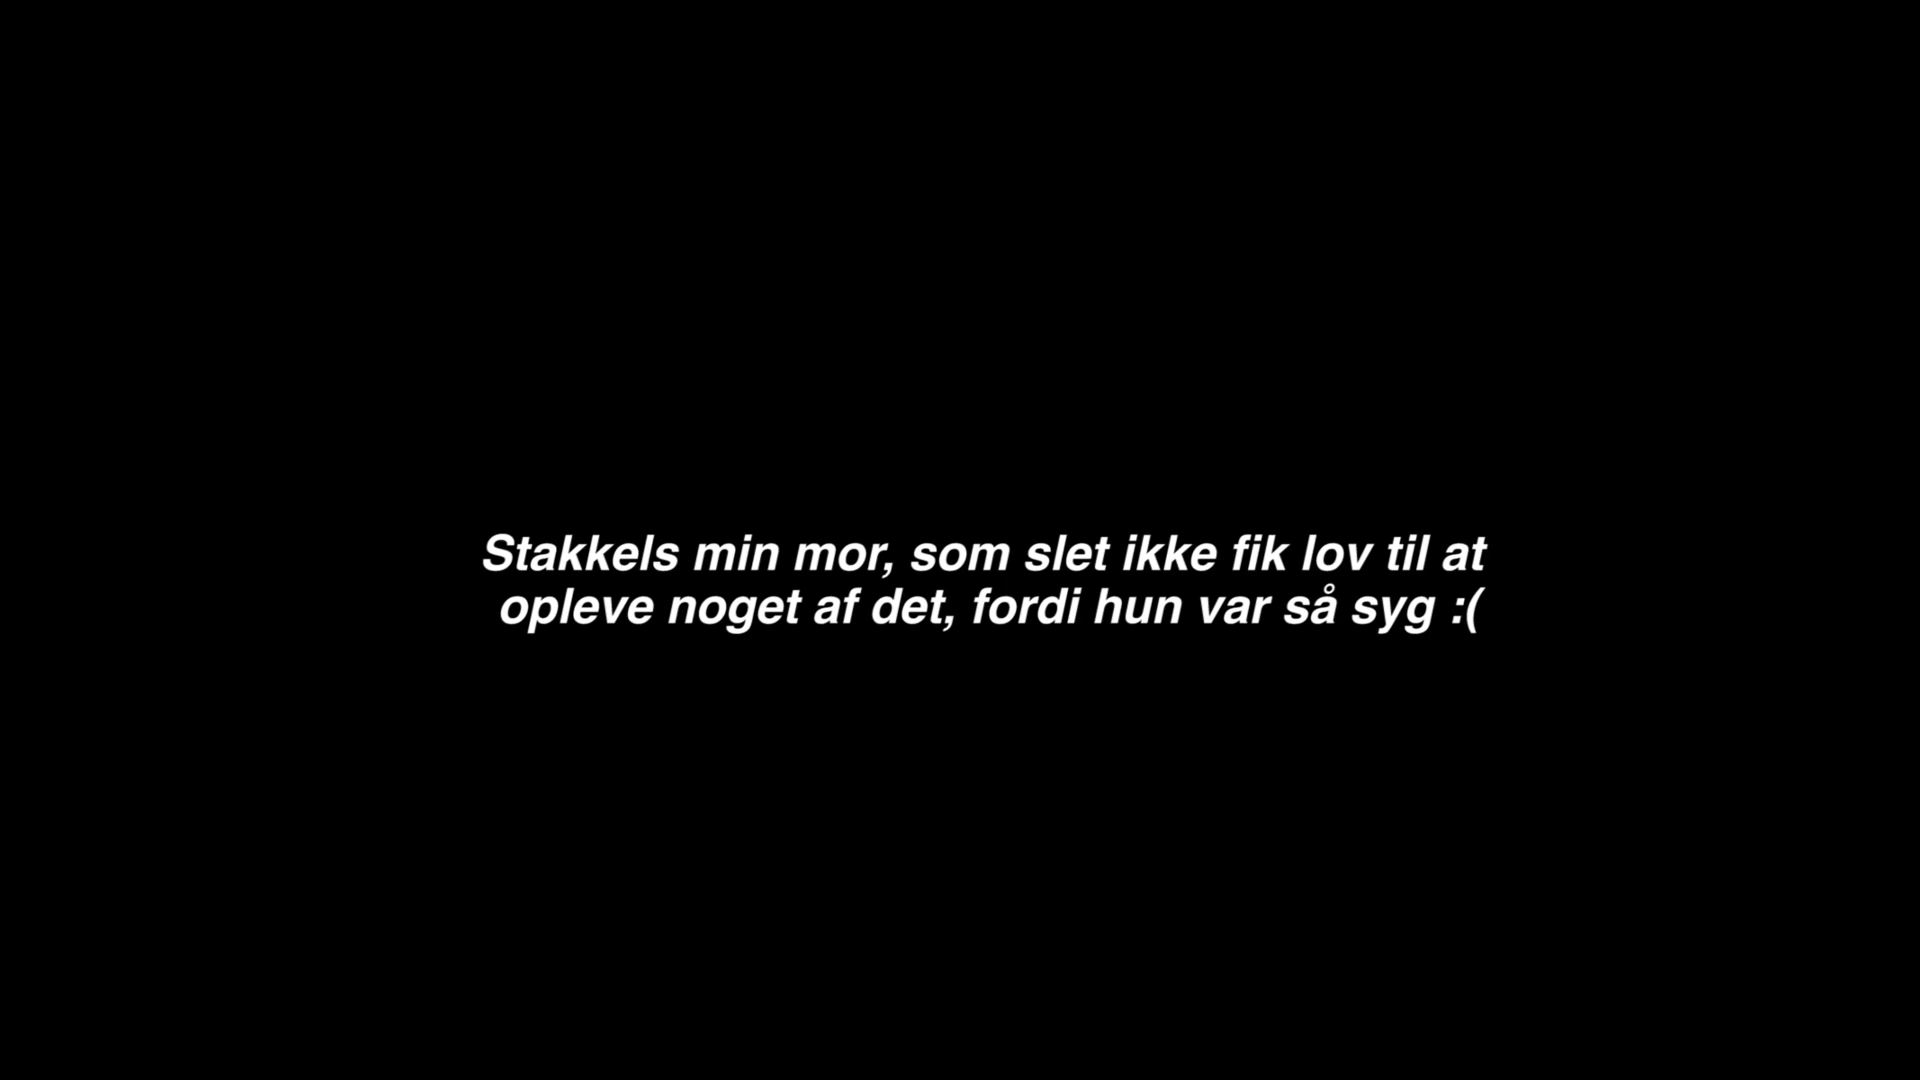 Stakkels min mor, som slet ikke fik lov til at
opleve noget af det, fordi hun var så syg :(